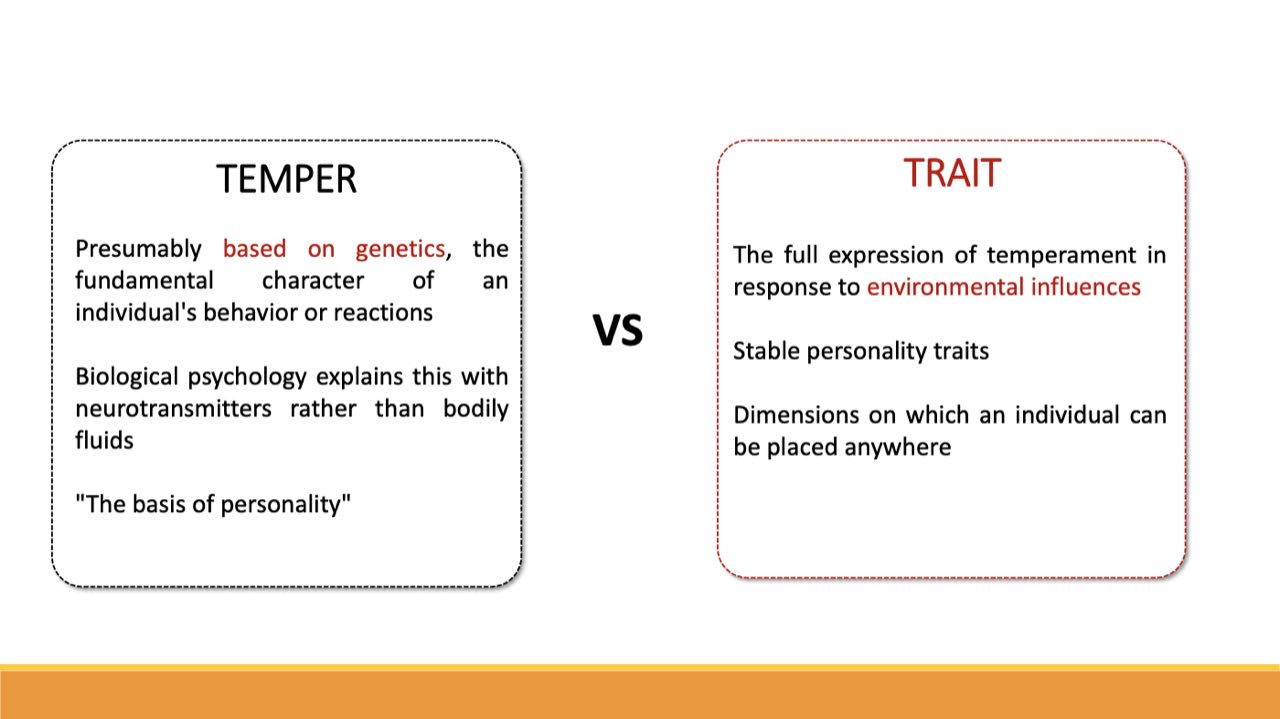 TEMPER
Presumably based on genetics, the
fundamental character of an
individual's behavior or reactions
Biological psychology explains this with
neurotransmitters rather than bodily
fluids
"The basis of personality"
VS
TRAIT
The full expression of temperament in
response to environmental influences
Stable personality traits
Dimensions on which an individual can
be placed anywhere